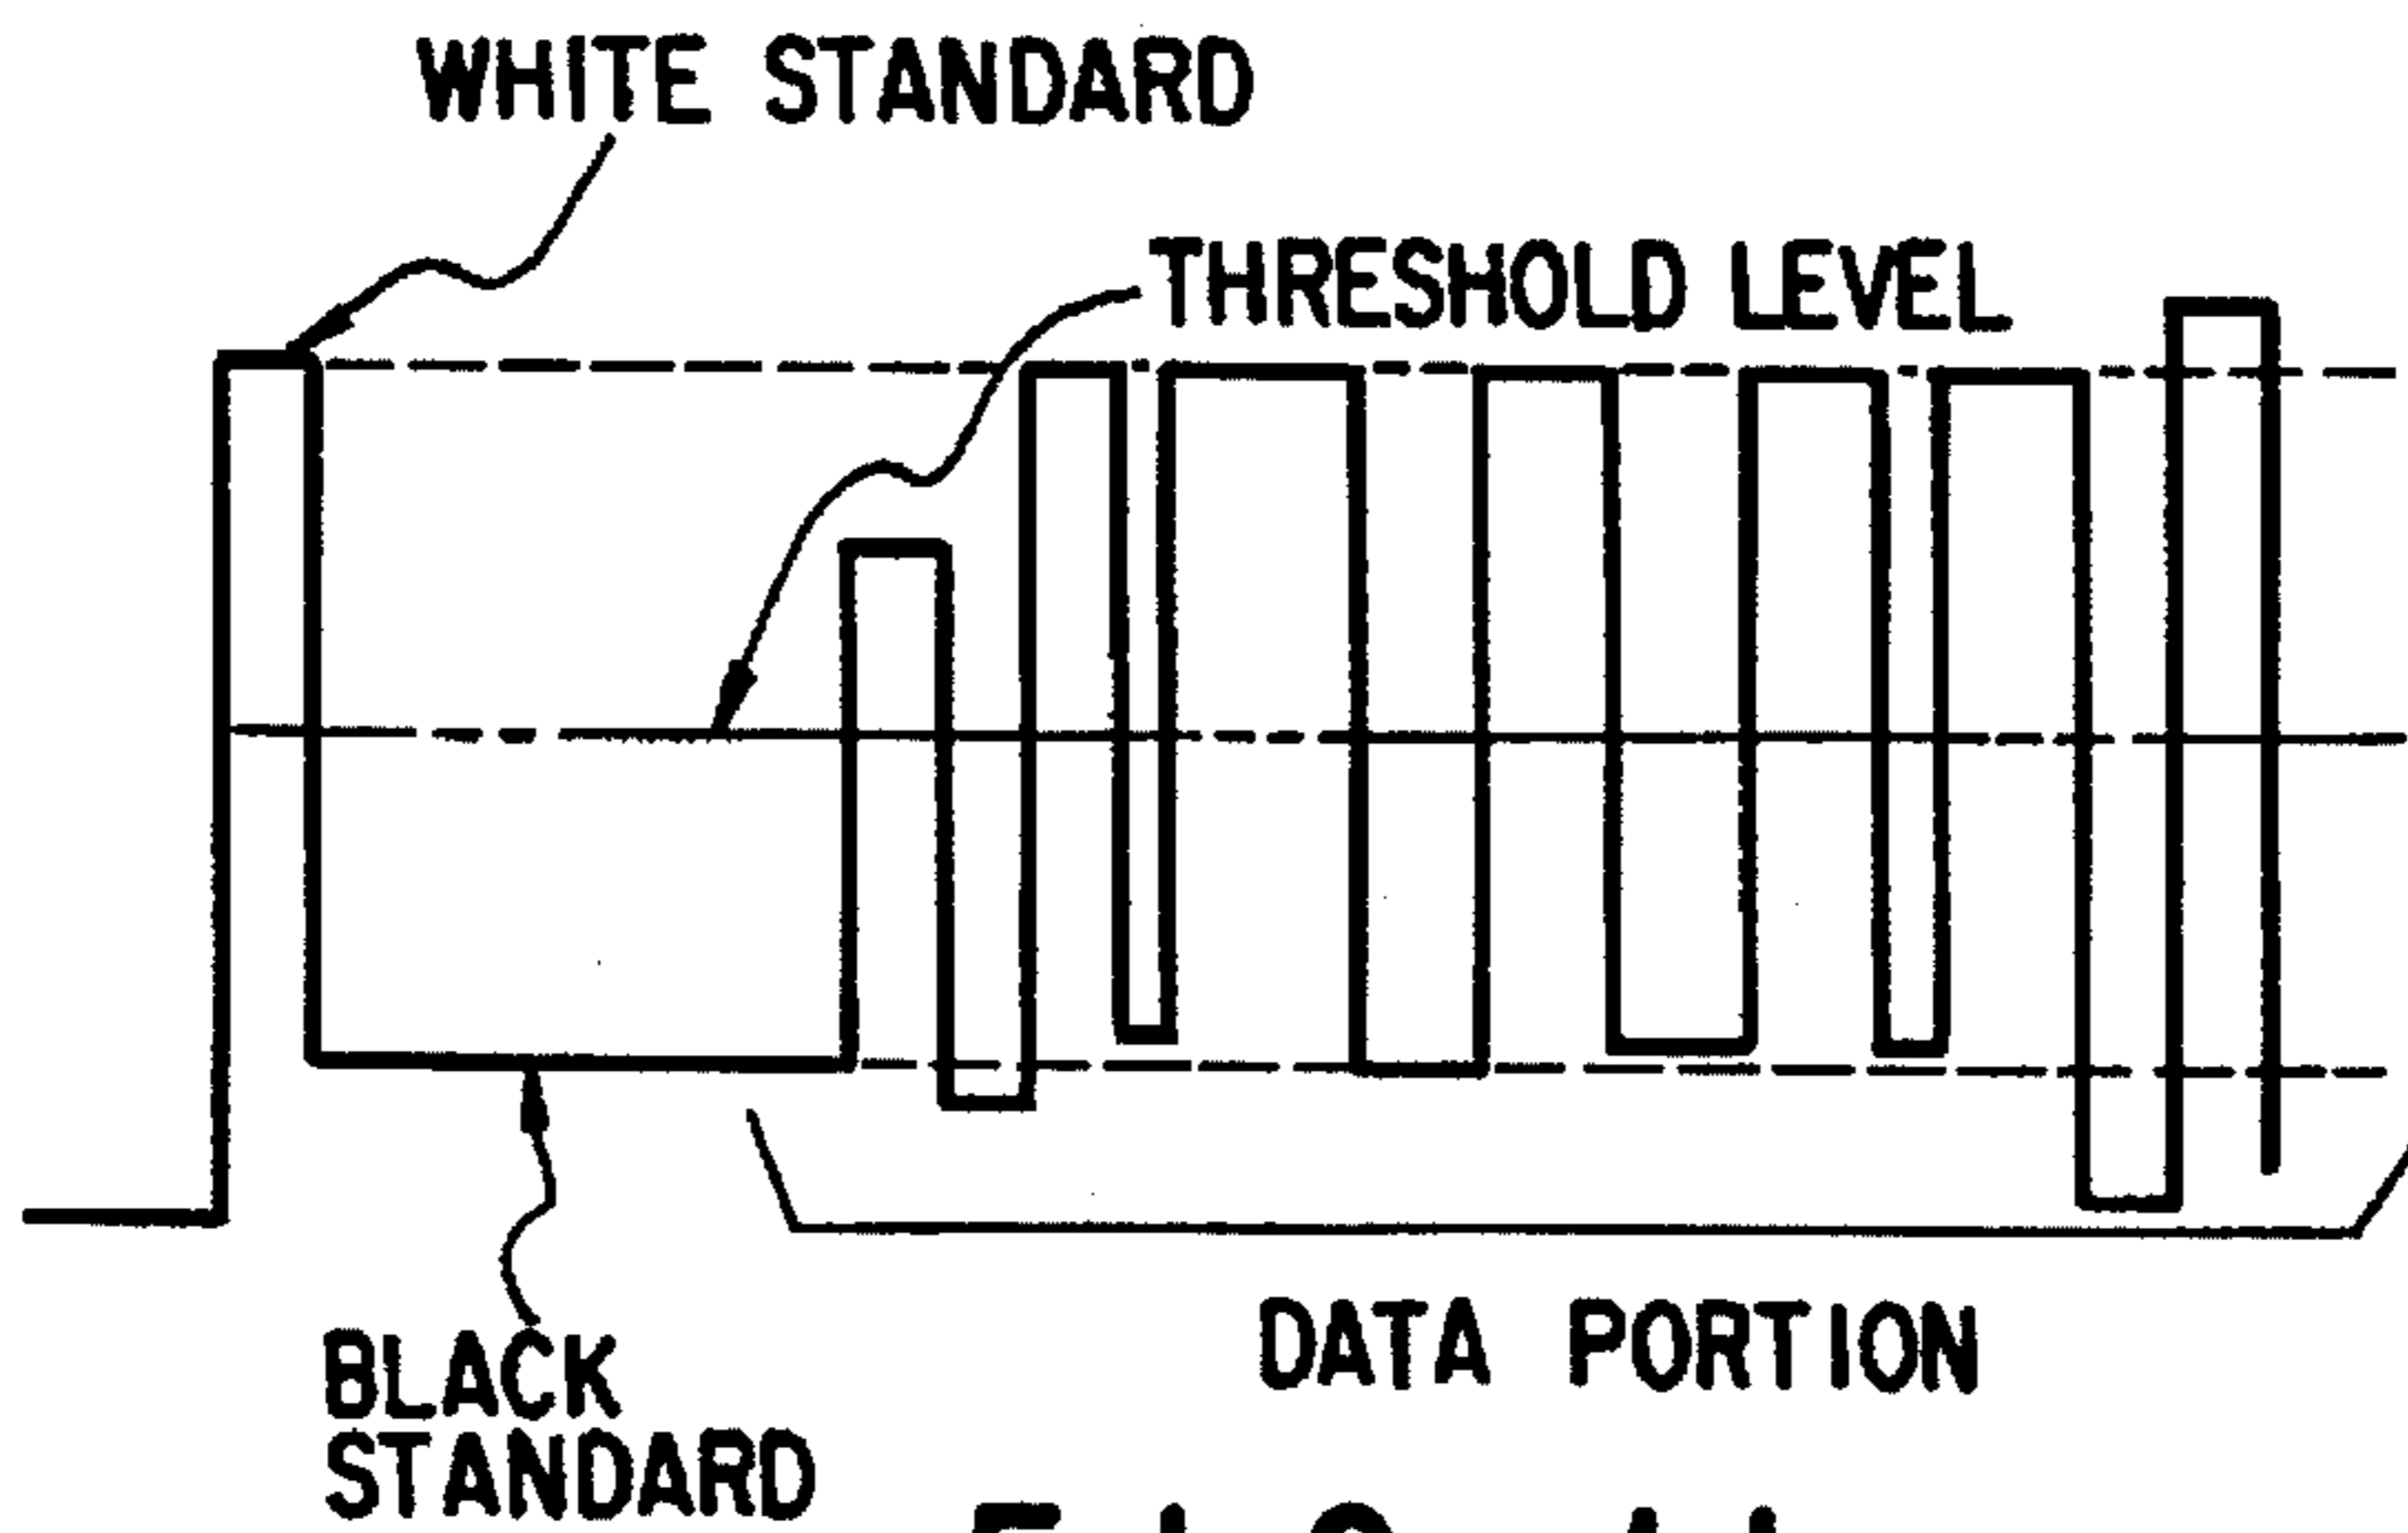 WHITE STANDARD
THRESHOLD LEVEL
DATA PORTION
BLACK
STANDARD